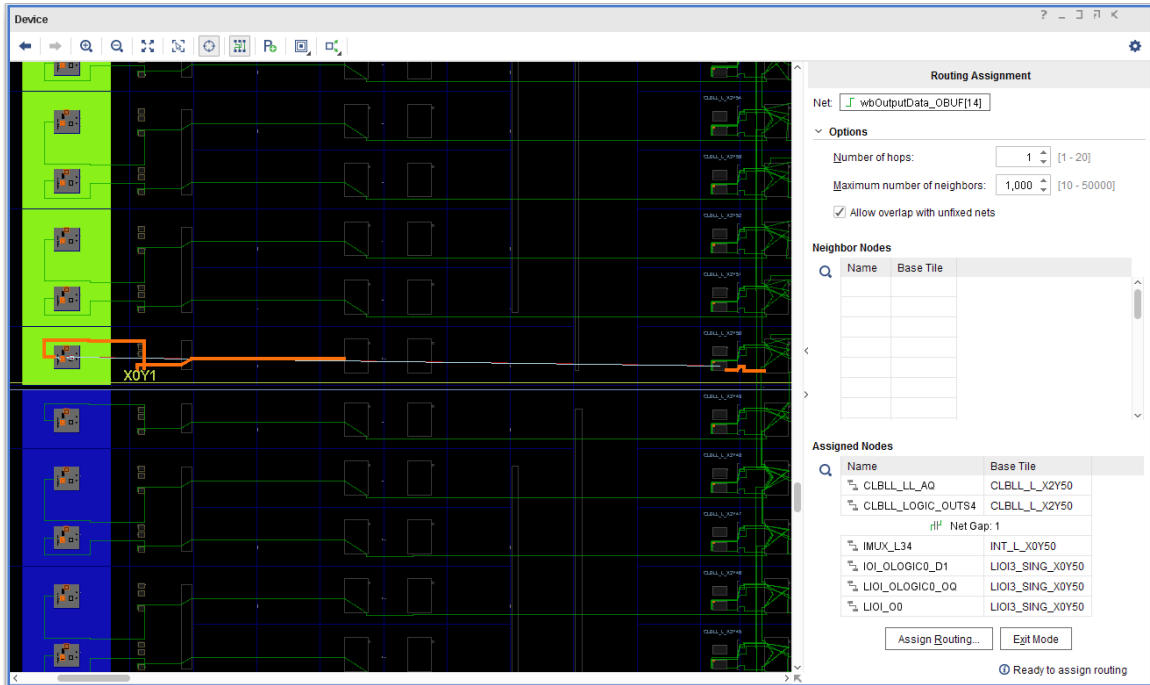 Device
Routing Assignment
Net: wbOutputData_OBUF[14]
Options
Number of hops: 1 [1 - 20]
Maximum number of neighbors: 1,000 [10 - 50000]
Allow overlap with unfixed nets
Neighbor Nodes
Name Base Tile
X0Y1
Assigned Nodes
Name Base Tile
CLBLL_LL_AQ CLBLL_L_X2Y50
CLBLL_LOGIC_OUTS4 CLBLL_L_X2Y50
Net Gap: 1
IMUX_L34 INT_L_X0Y50
IOI_OLOGIC0_D1 LIOI3_SING_X0Y50
LIOI_OLOGIC0_OQ LIOI3_SING_X0Y50
LIOI_O0 LIOI3_SING_X0Y50
Assign Routing... Exit Mode
Ready to assign routing